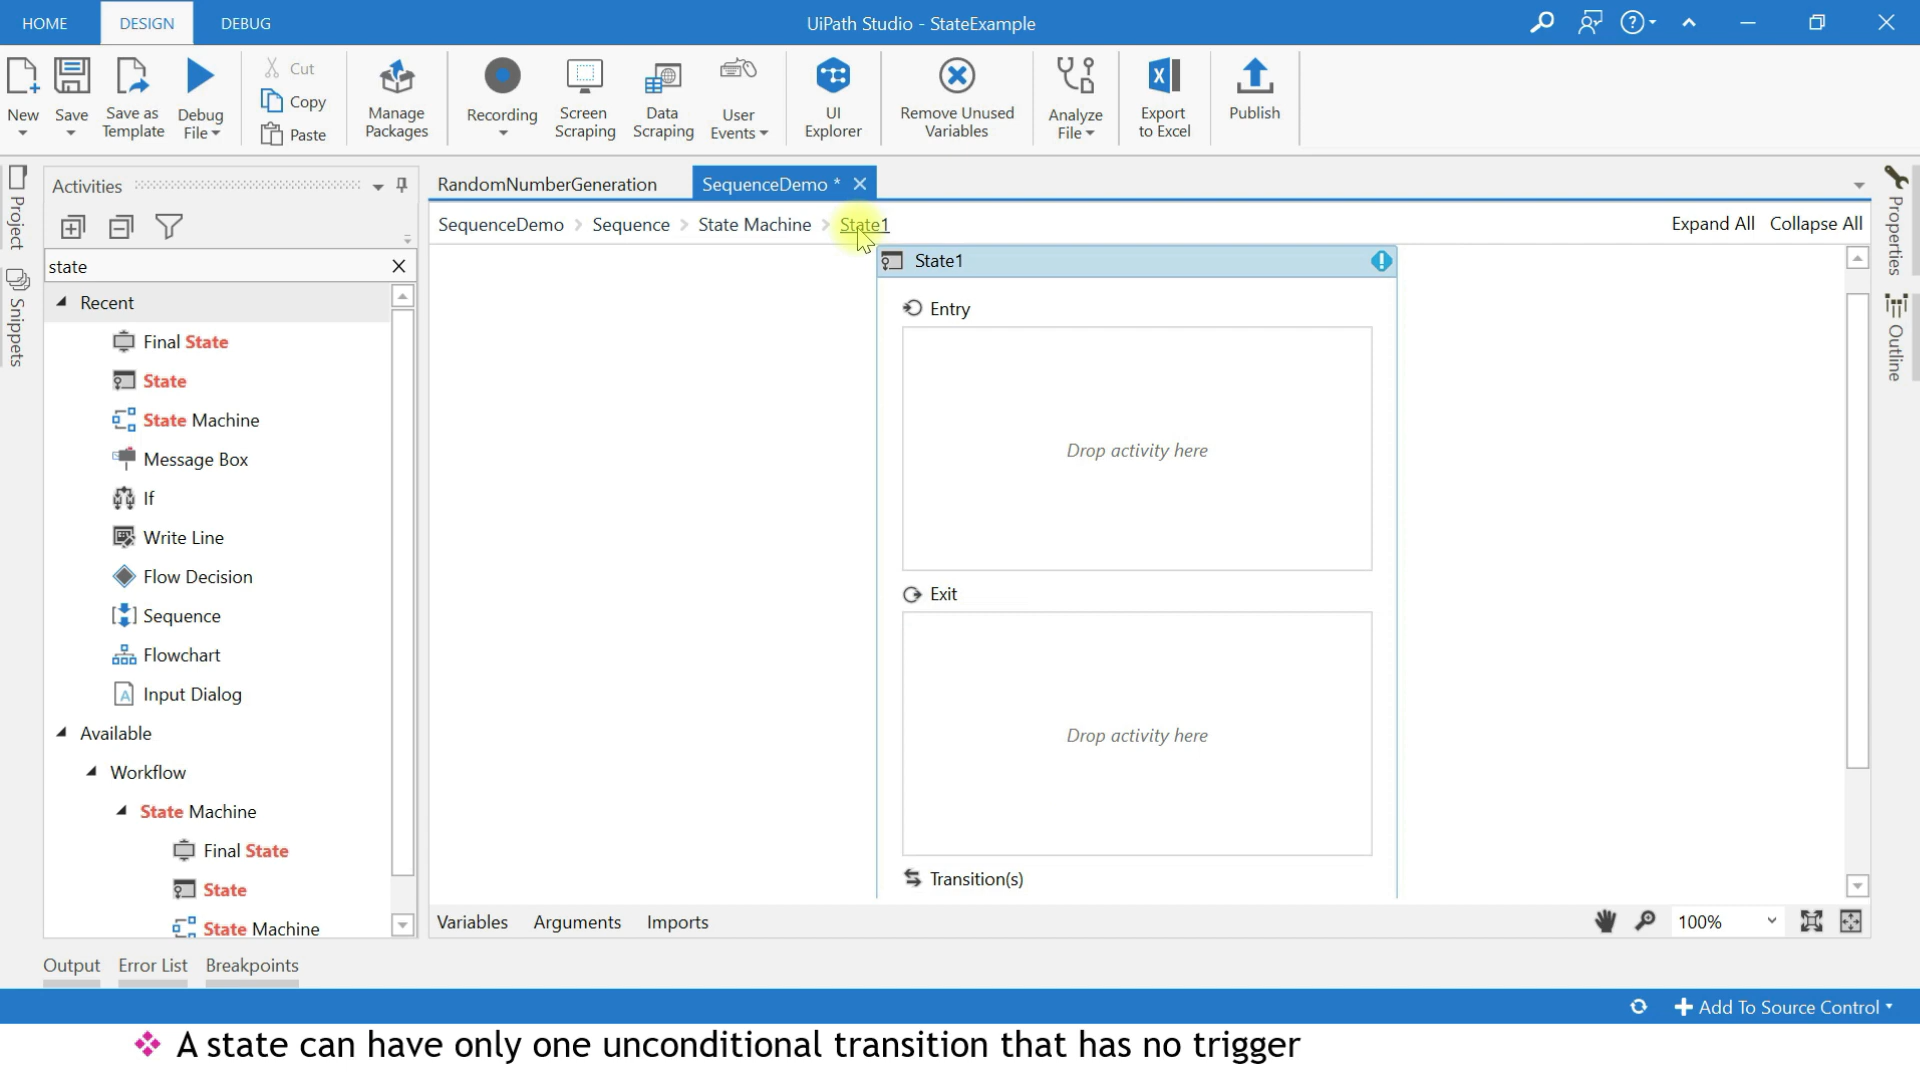 HOME
DESIGN
DEBUG
UiPath Studio - StateExample
New
Save
Save as
Template
Debug
File
Cut
Copy
Paste
Manage
Packages
Recording
Screen
Scraping
Data
Scraping
User
Events
UI
Explorer
Remove Unused
Variables
Analyze
File
Export
to Excel
Publish
Project
Snippets
Activities
state
Recent
Final State
State
State Machine
Message Box
If
Write Line
Flow Decision
Sequence
Flowchart
Input Dialog
Available
Workflow
State Machine
Final State
State
State Machine
RandomNumberGeneration
SequenceDemo *
SequenceDemo > Sequence > State Machine > State1
Expand All
Collapse All
State1
Entry
Drop activity here
Exit
Drop activity here
Transition(s)
Properties
Outline
Variables
Arguments
Imports
100%
Output
Error List
Breakpoints
Add To Source Control
A state can have only one unconditional transition that has no trigger